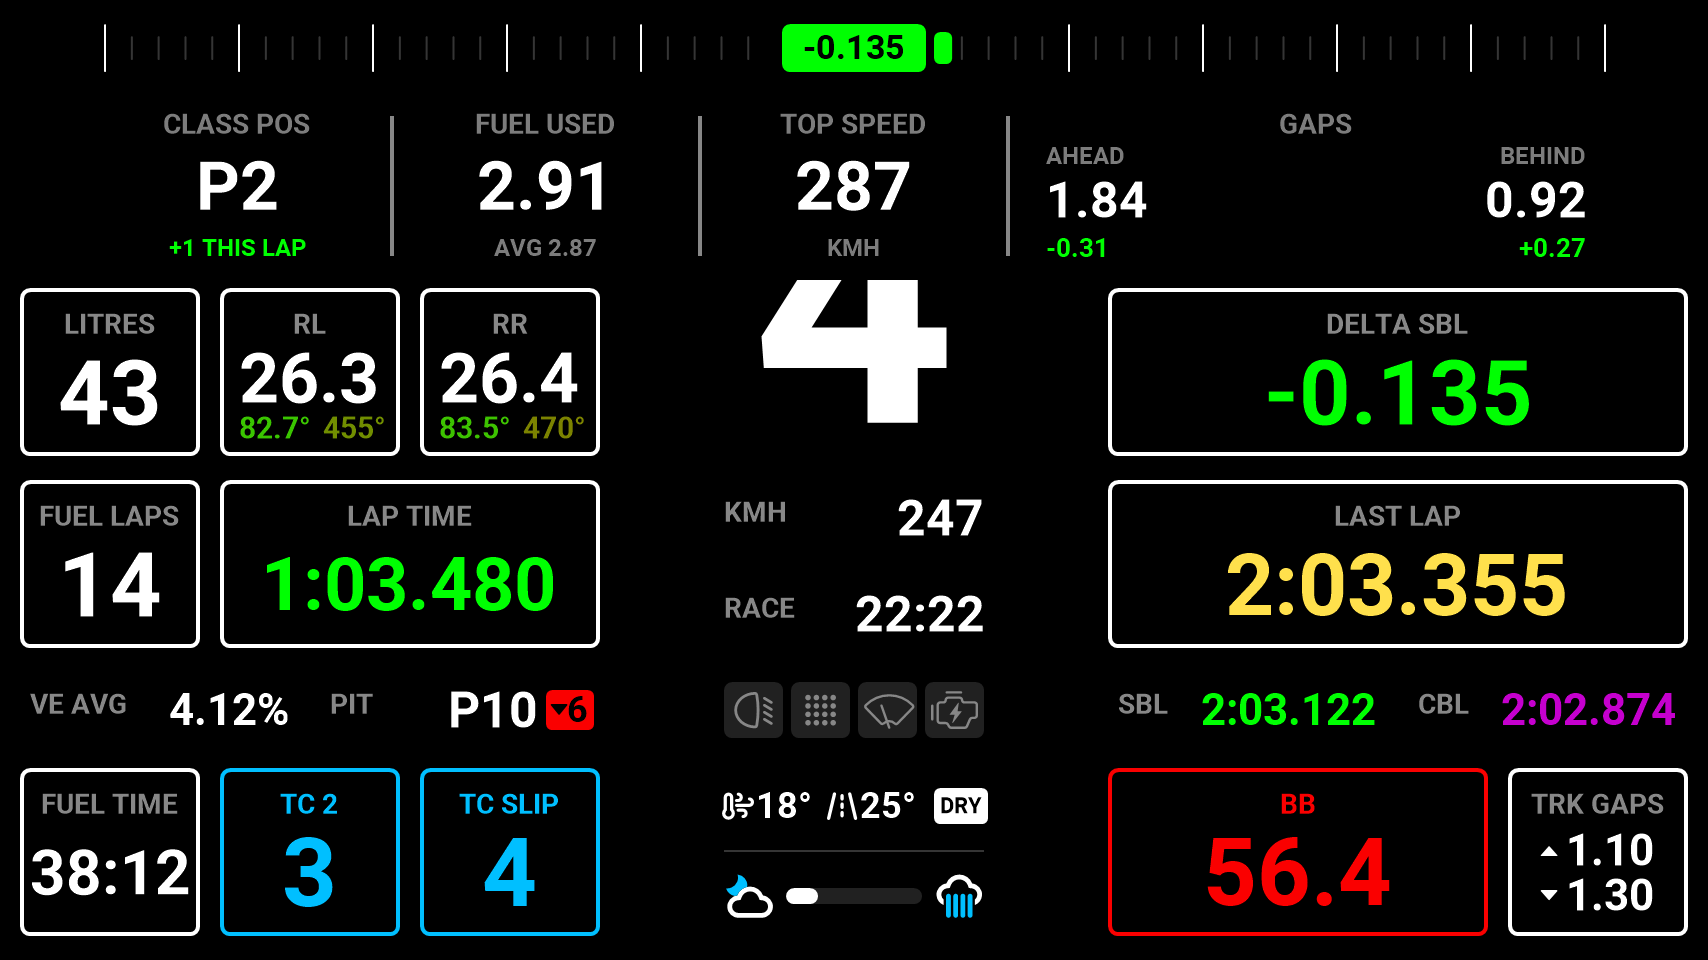 -0.135
CLASS POS
P2
+1 THIS LAP
FUEL USED
2.91
AVG 2.87
TOP SPEED
287
KMH
GAPS
AHEAD
1.84
-0.31
BEHIND
0.92
+0.27
LITRES
43
RL
26.3
82.7° 455°
RR
26.4
83.5° 470°
4
DELTA SBL
-0.135
FUEL LAPS
14
LAP TIME
1:03.480
KMH 247
RACE 22:22
LAST LAP
2:03.355
VE AVG 4.12%
PIT P10 6
SBL 2:03.122
CBL 2:02.874
FUEL TIME
38:12
TC 2
3
TC SLIP
4
18° 25° DRY
BB
56.4
TRK GAPS
1.10
1.30